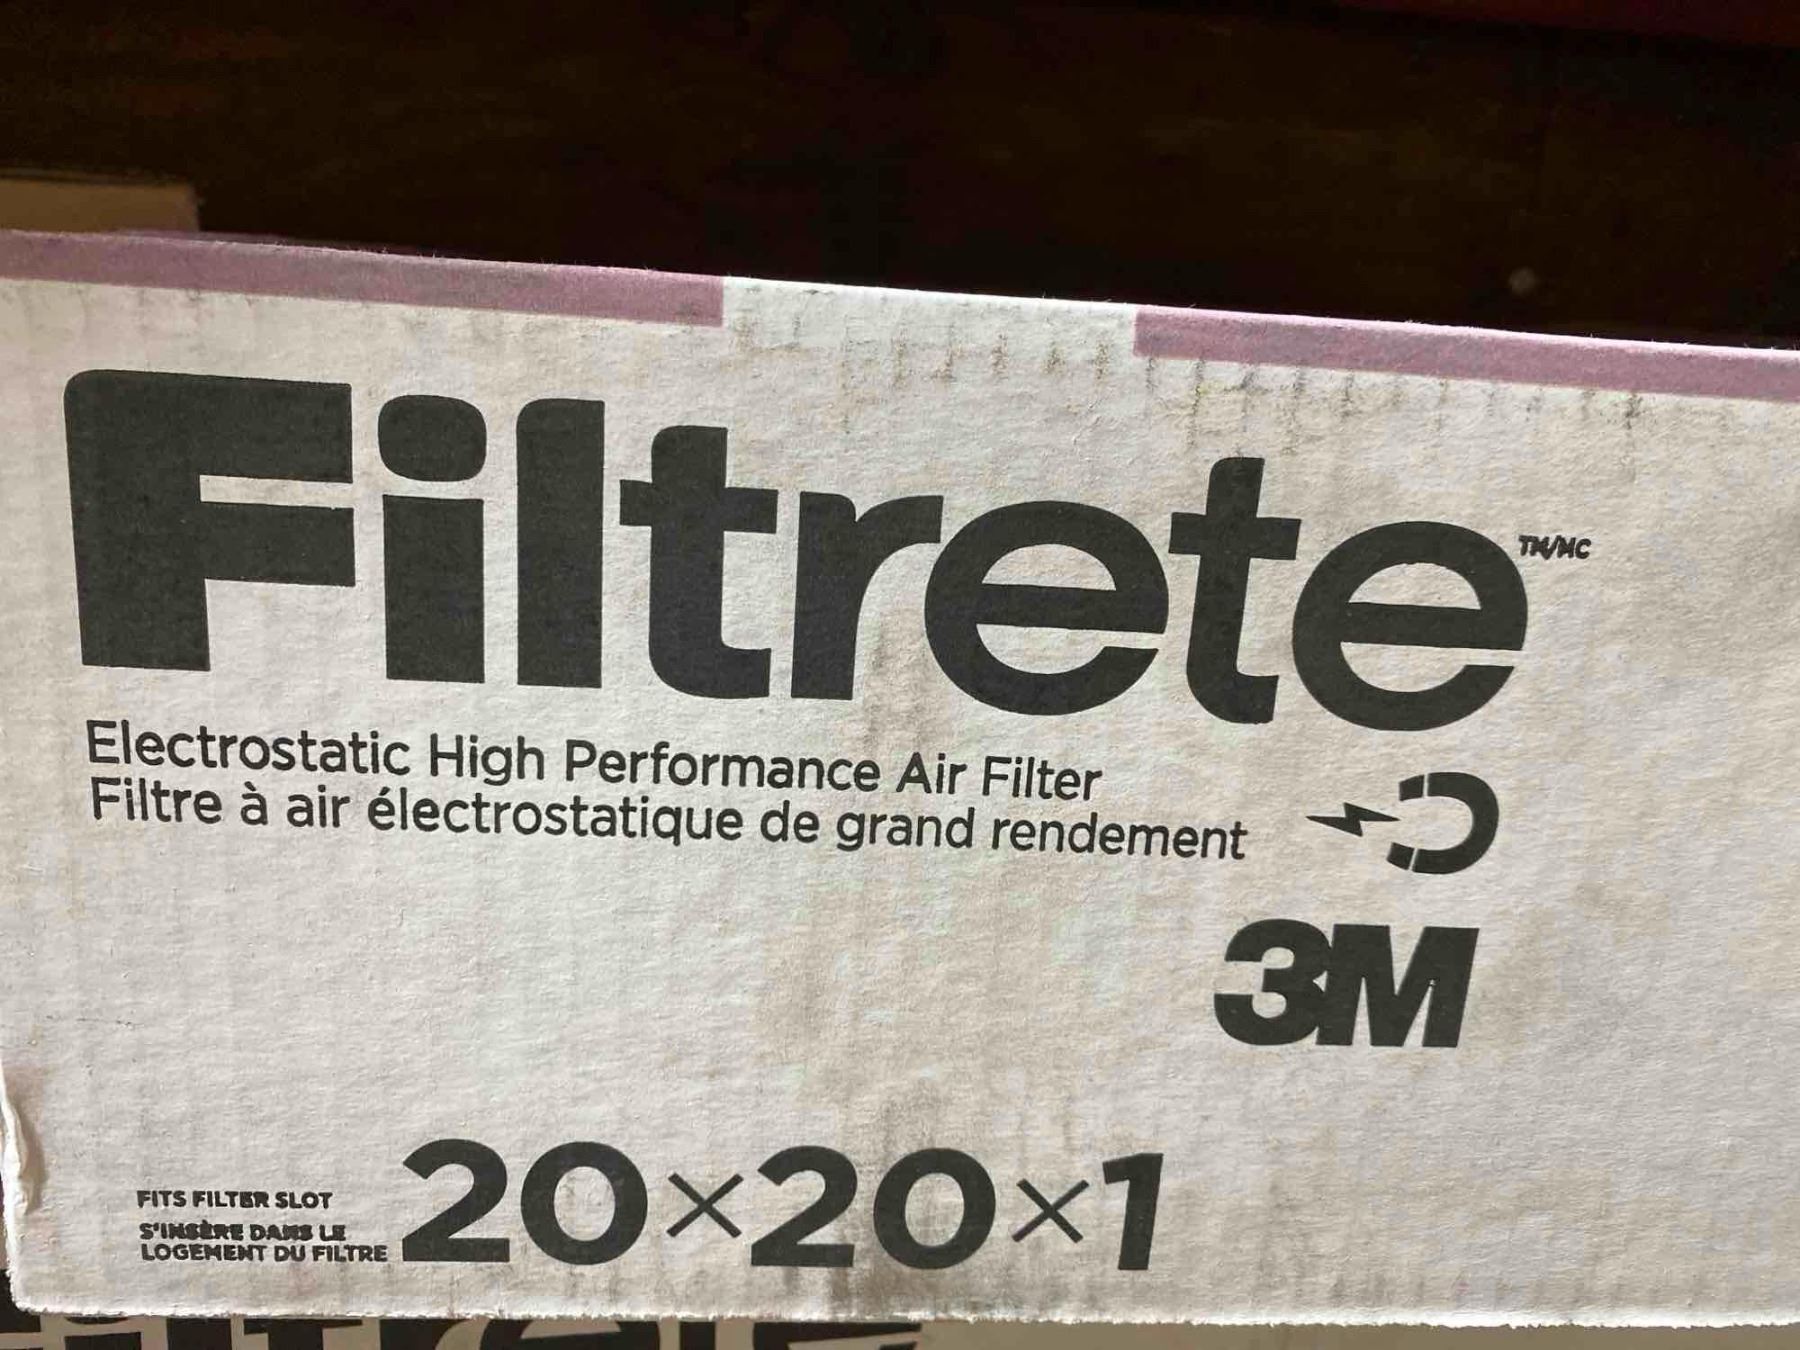 Filtrete™/MC
Electrostatic High Performance Air Filter
Filtre à air électrostatique de grand rendement
3M
FITS FILTER SLOT
S'INSÈRE DANS LE
LOGEMENT DU FILTRE
20×20×1
Filtrete